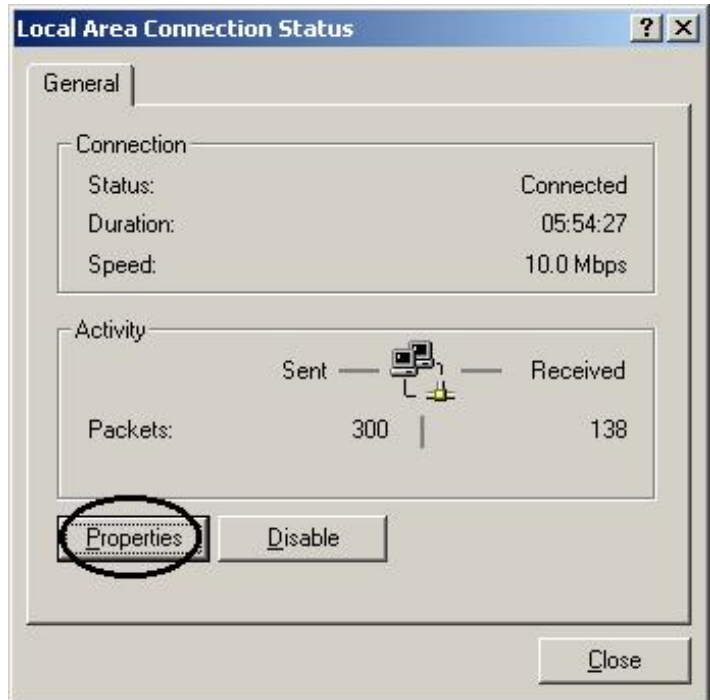 Local Area Connection Status
General
Connection
Status: Connected
Duration: 05:54:27
Speed: 10.0 Mbps
Activity
Sent Received
Packets: 300 138
Properties Disable
Close